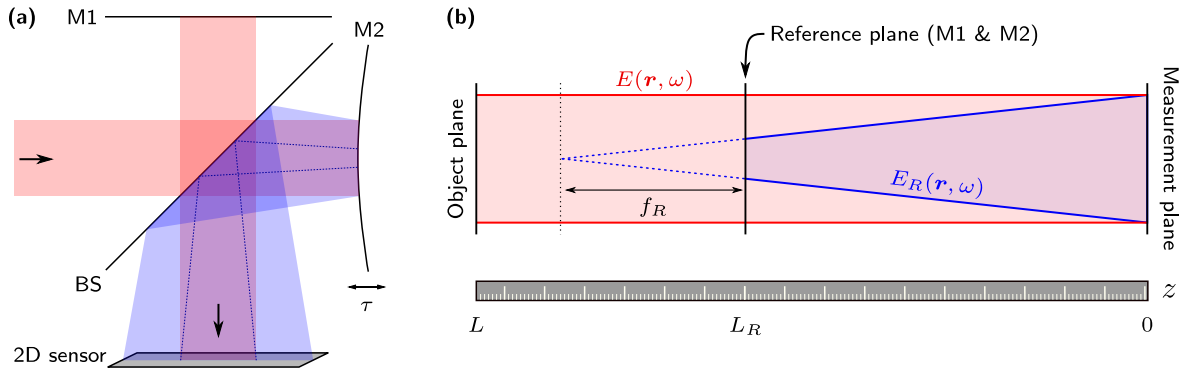 (a)
M1
M2
BS
τ
2D sensor
(b)
Reference plane (M1 & M2)
E(r, ω)
Object plane
Measurement plane
E_R(r, ω)
f_R
z
L
L_R
0